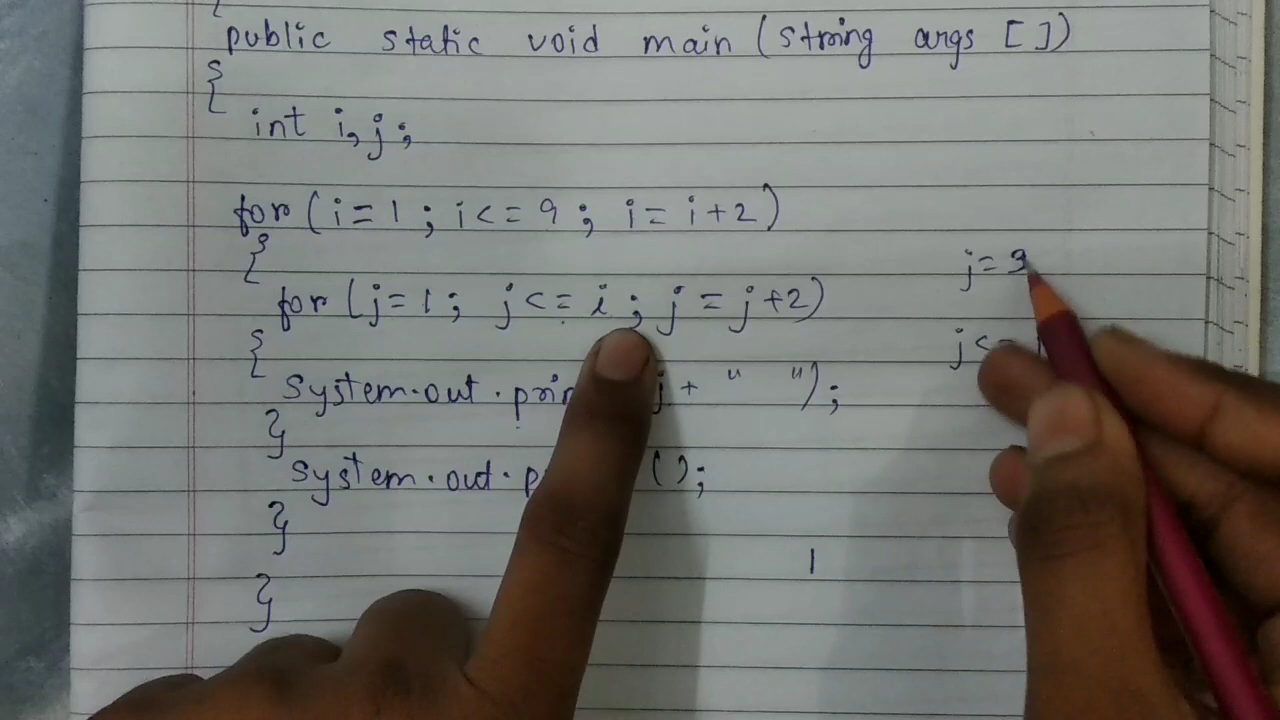 {
public static void main (string args [ ])
{
int i, j ;
for ( i = 1 ; i <= 9 ; i = i + 2 )
{
for ( j = 1 ; j <= i ; j = j + 2 )
{
System.out. j + " " ) ;
}
System.out. ( ) ;
}
}
j = 3
j <=
1